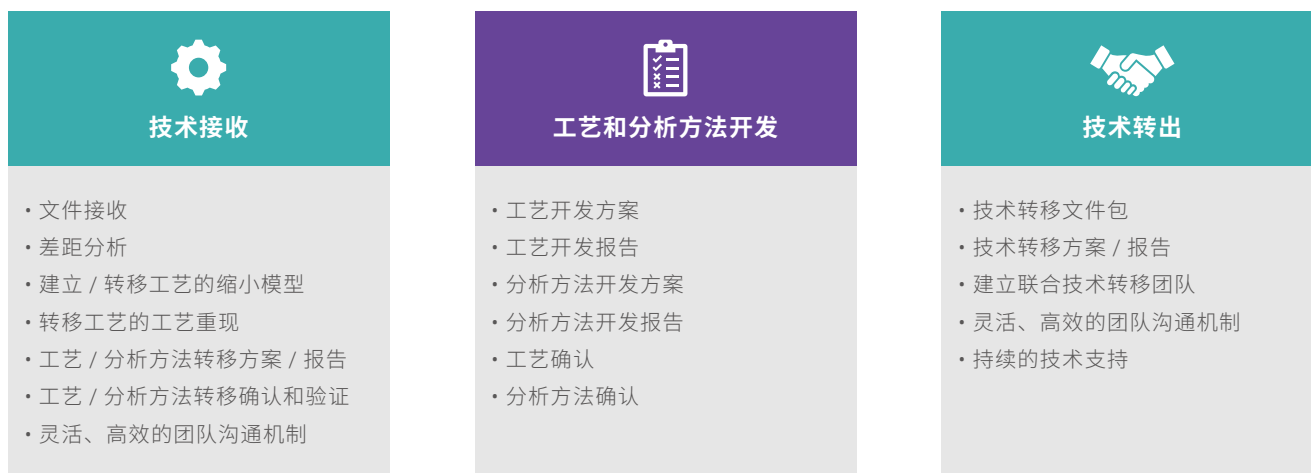 技术接收
・文件接收
・差距分析
・建立 / 转移工艺的缩小模型
・转移工艺的工艺重现
・工艺 / 分析方法转移方案 / 报告
・工艺 / 分析方法转移确认和验证
・灵活、高效的团队沟通机制
工艺和分析方法开发
・工艺开发方案
・工艺开发报告
・分析方法开发方案
・分析方法开发报告
・工艺确认
・分析方法确认
技术转出
・技术转移文件包
・技术转移方案 / 报告
・建立联合技术转移团队
・灵活、高效的团队沟通机制
・持续的技术支持